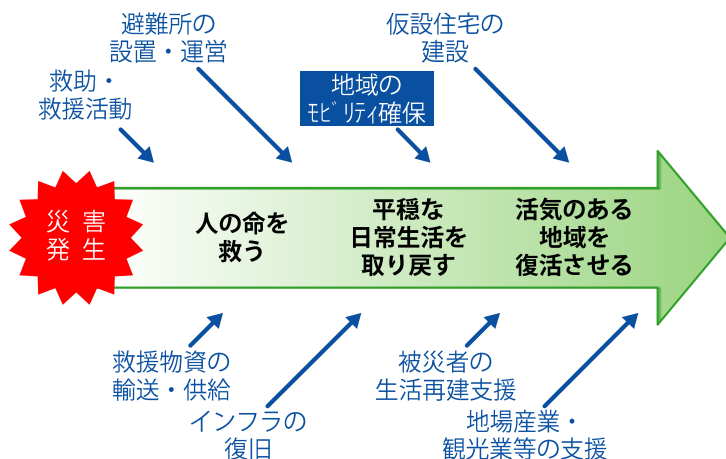 避難所の
設置・運営
仮設住宅の
建設
救助・
救援活動
地域の
ﾓﾋﾞﾘﾃｨ確保
災害
発生
人の命を
救う
平穏な
日常生活を
取り戻す
活気のある
地域を
復活させる
救援物資の
輸送・供給
インフラの
復旧
被災者の
生活再建支援
地場産業・
観光業等の支援